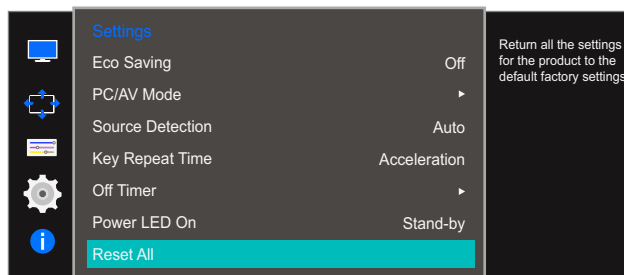 Settings
Eco Saving Off
PC/AV Mode
Source Detection Auto
Key Repeat Time Acceleration
Off Timer
Power LED On Stand-by
Reset All
Return all the settings
for the product to the
default factory settings